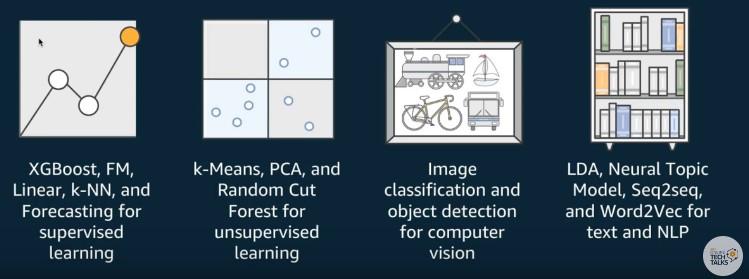 XGBoost, FM,
Linear, k-NN, and
Forecasting for
supervised
learning
k-Means, PCA, and
Random Cut
Forest for
unsupervised
learning
Image
classification and
object detection
for computer
vision
LDA, Neural Topic
Model, Seq2seq,
and Word2Vec for
text and NLP
TECH
TALKS